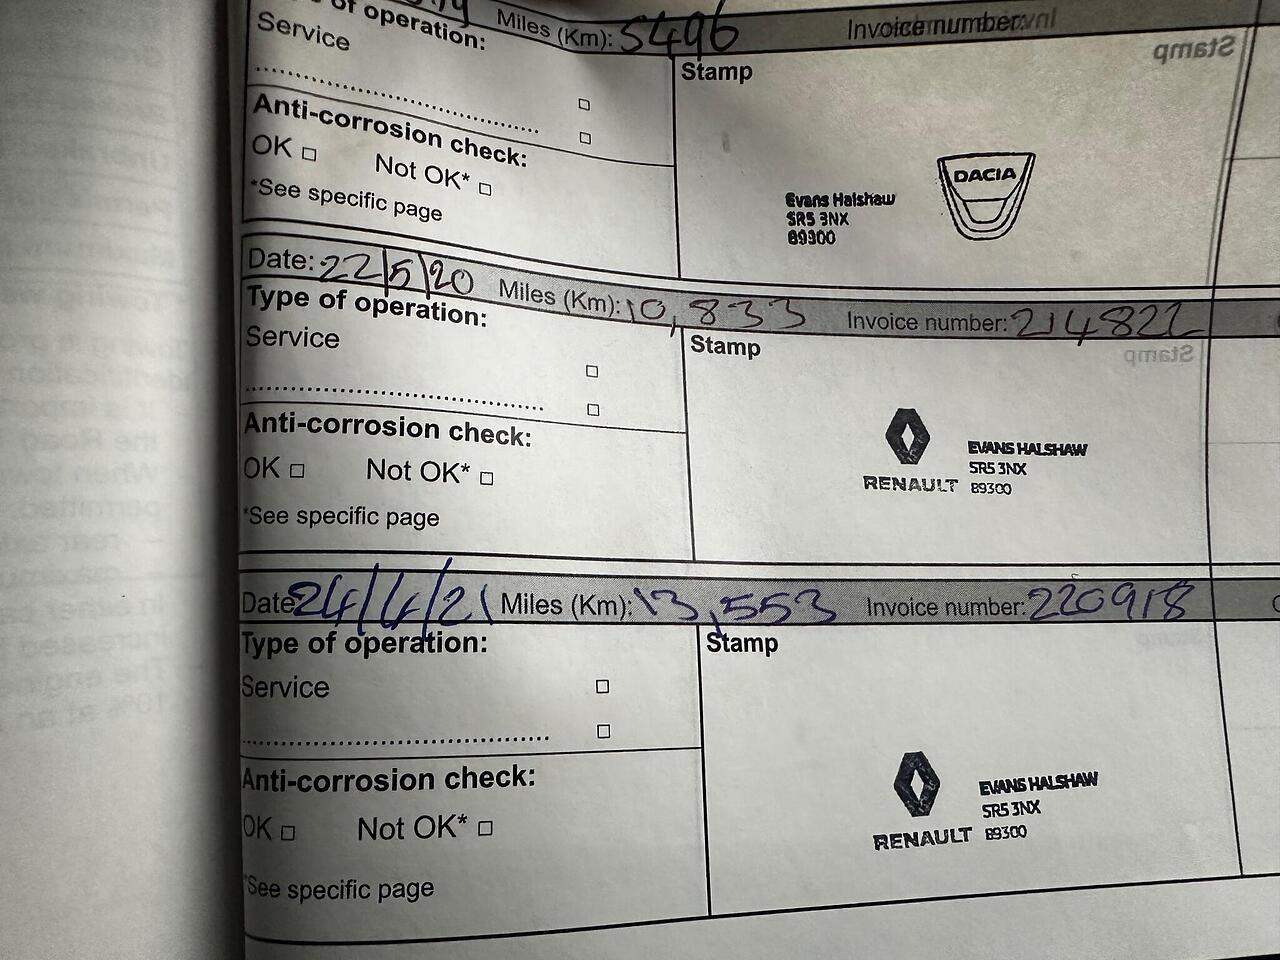 of operation:
Miles (Km): 5496
Invoice number:
Service
Stamp
Anti-corrosion check:
OK □ Not OK* □
*See specific page
DACIA
Evans Halshaw
SR5 3NX
89300
Date: 22/5/20 Miles (Km): 10,833 Invoice number: 214822
Type of operation:
Service
Stamp
Anti-corrosion check:
OK □ Not OK* □
*See specific page
RENAULT
EVANS HALSHAW
SR5 3NX
89300
Date 24/4/21 Miles (Km): 13,553 Invoice number: 220918
Type of operation:
Service
Stamp
Anti-corrosion check:
OK □ Not OK* □
*See specific page
RENAULT
EVANS HALSHAW
SR5 3NX
89300